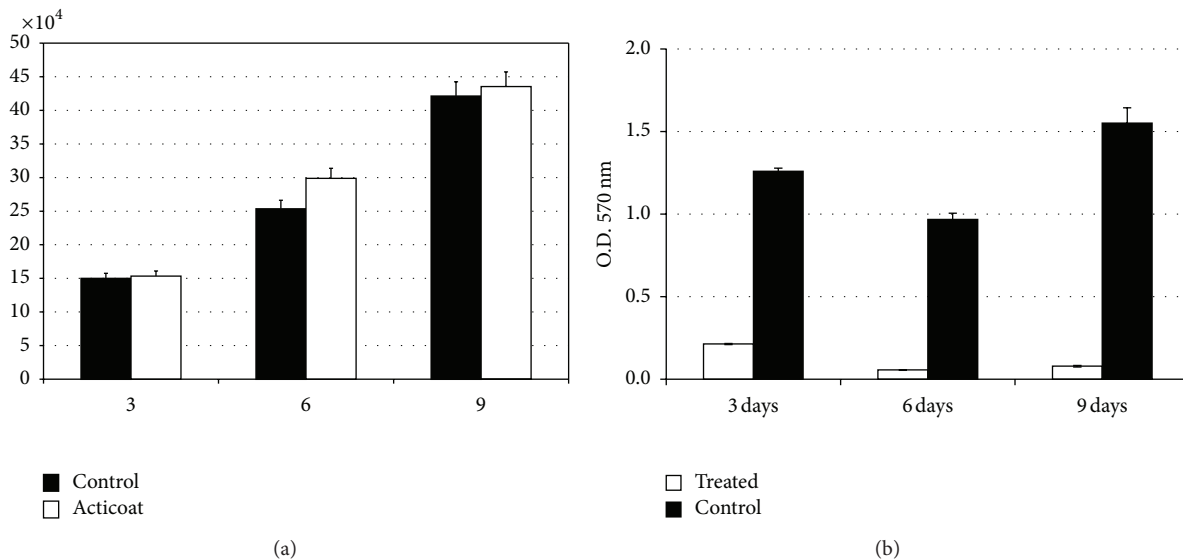 ×10⁴
50
45
40
35
30
25
20
15
10
5
0
3 6 9
Control
Acticoat
(a)
O.D. 570 nm
2.0
1.5
1.0
0.5
0.0
3 days 6 days 9 days
Treated
Control
(b)